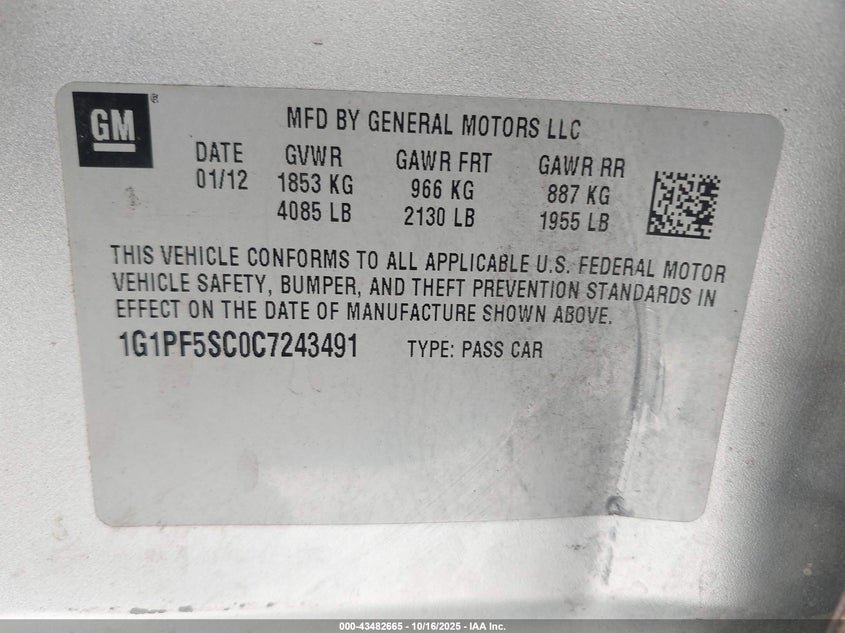 GM®
MFD BY GENERAL MOTORS LLC
DATE GVWR GAWR FRT GAWR RR
01/12 1853 KG 966 KG 887 KG
4085 LB 2130 LB 1955 LB
THIS VEHICLE CONFORMS TO ALL APPLICABLE U.S. FEDERAL MOTOR
VEHICLE SAFETY, BUMPER, AND THEFT PREVENTION STANDARDS IN
EFFECT ON THE DATE OF MANUFACTURE SHOWN ABOVE.
1G1PF5SC0C7243491 TYPE: PASS CAR
000-43482665 - 10/16/2025 - IAA Inc.